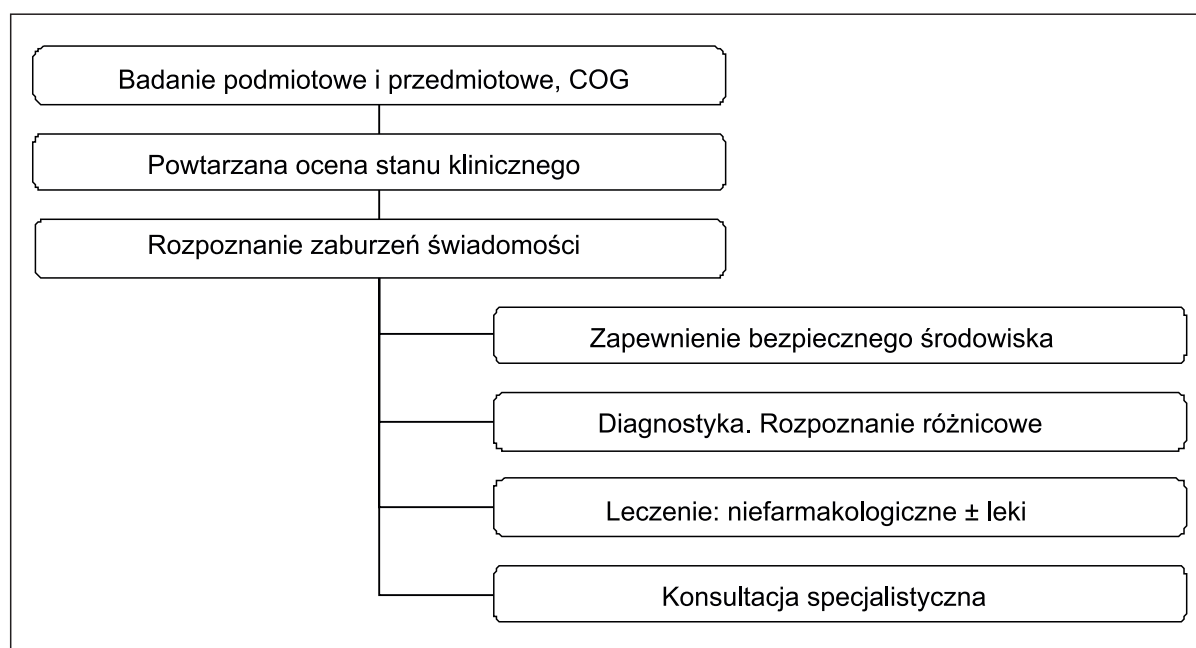 Badanie podmiotowe i przedmiotowe, COG
Powtarzana ocena stanu klinicznego
Rozpoznanie zaburzeń świadomości
Zapewnienie bezpiecznego środowiska
Diagnostyka. Rozpoznanie różnicowe
Leczenie: niefarmakologiczne ± leki
Konsultacja specjalistyczna